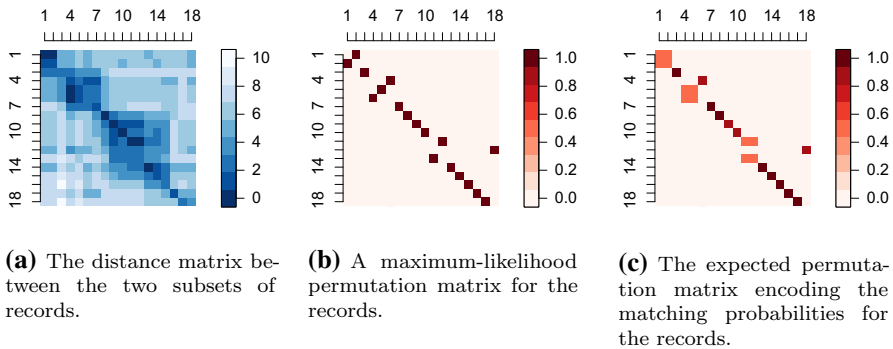 1 4 7 10 14 18
1 4 7 10 14 18
1 4 7 10 14 18
1 4 7 10 14 18
10 8 6 4 2 0
1 4 7 10 14 18
1.0 0.8 0.6 0.4 0.2 0.0
1 4 7 10 14 18
1.0 0.8 0.6 0.4 0.2 0.0
(a) The distance matrix be-
tween the two subsets of
records.
(b) A maximum-likelihood
permutation matrix for the
records.
(c) The expected permuta-
tion matrix encoding the
matching probabilities for
the records.